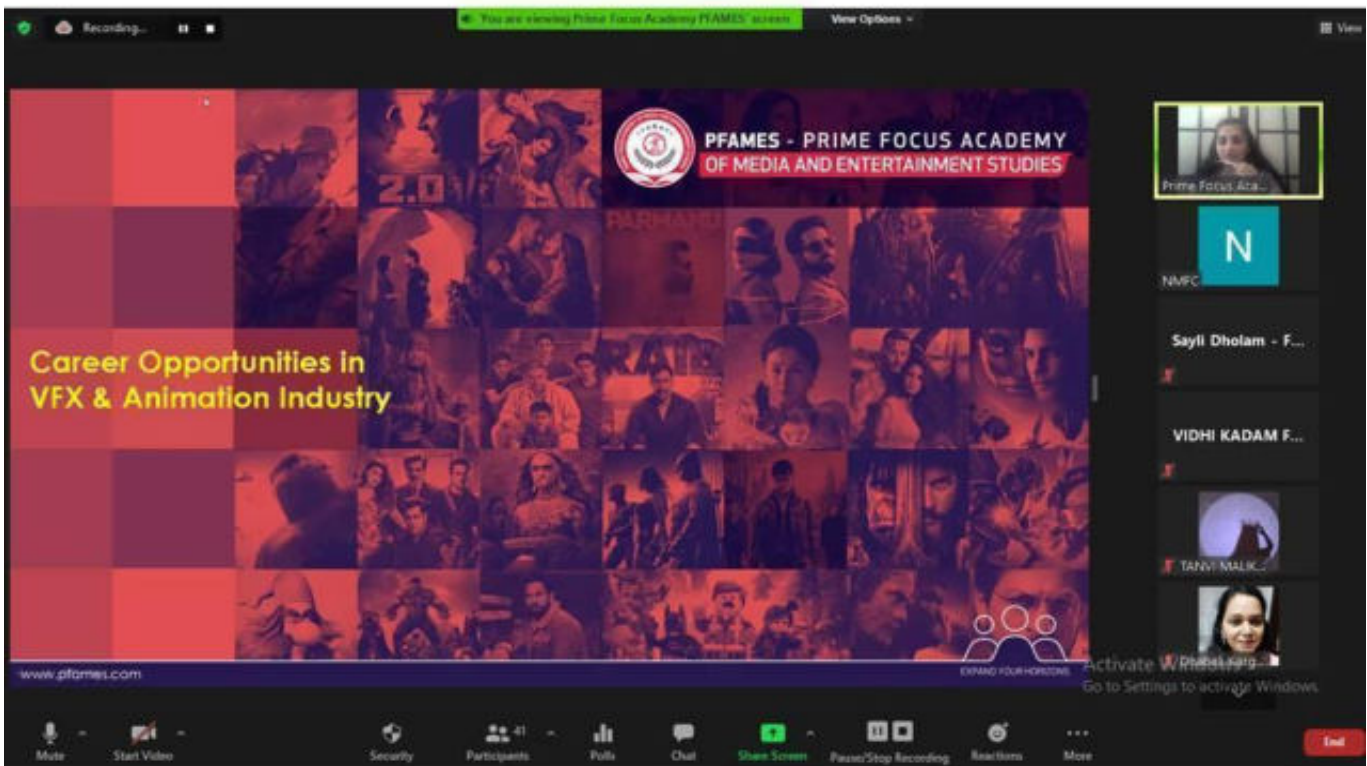 Recording...
You are viewing Prime Focus Academy PFAMES' screen
View Options
View
2.0
PFAMES - PRIME FOCUS ACADEMY
OF MEDIA AND ENTERTAINMENT STUDIES
PARMANU
RAID
Career Opportunities in
VFX & Animation Industry
www.pfames.com
EXPAND YOUR HORIZONS
Prime Focus Aca...
N
NMFC
Sayli Dholam - F...
VIDHI KADAM F...
TANVI MALIK...
Activate Windows
Go to Settings to activate Windows.
Mute
Start Video
Security
Participants
41
Polls
Chat
Share Screen
Pause/Stop Recording
Reactions
More
End